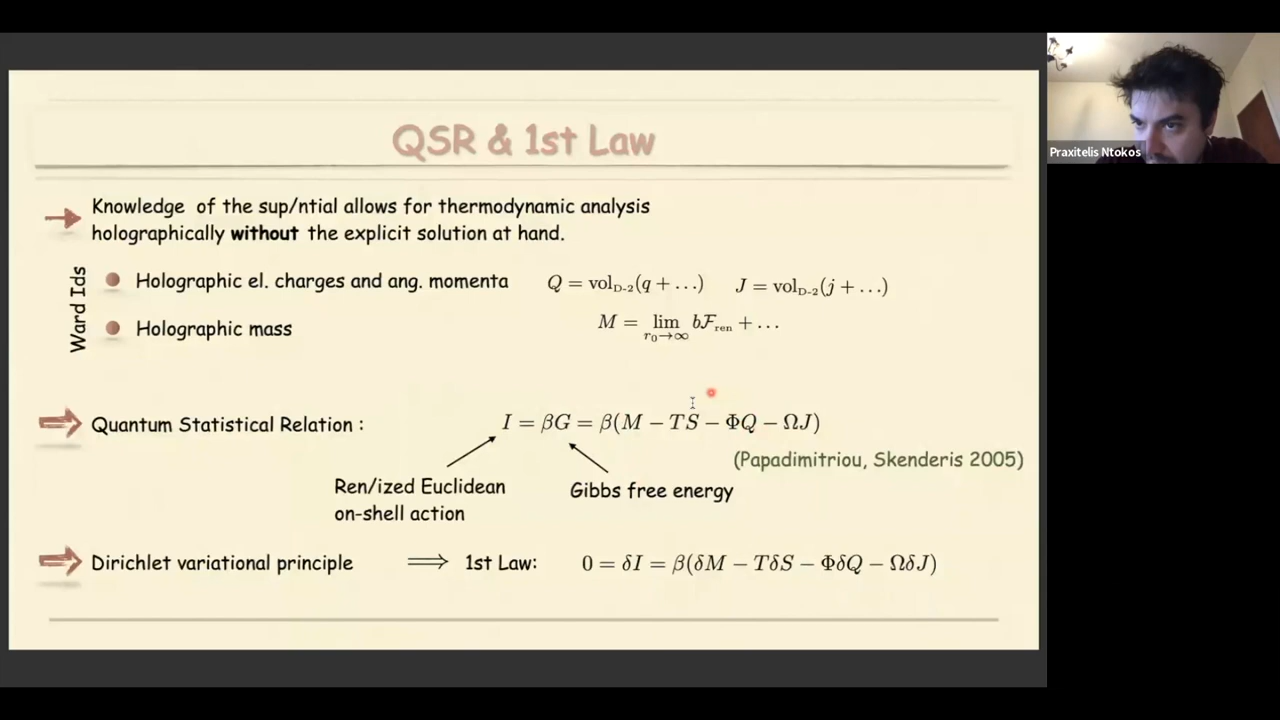 QSR & 1st Law
Knowledge of the sup/ntial allows for thermodynamic analysis
holographically without the explicit solution at hand.
Ward Ids
Holographic el. charges and ang. momenta Q = vol_{D-2}(q + ...) J = vol_{D-2}(j + ...)
Holographic mass M = lim_{r_0→∞} bℱ_{ren} + ...
Quantum Statistical Relation : I = βG = β(M − TS − ΦQ − ΩJ)
(Papadimitriou, Skenderis 2005)
Ren/ized Euclidean
on-shell action
Gibbs free energy
Dirichlet variational principle ⟹ 1st Law: 0 = δI = β(δM − TδS − ΦδQ − ΩδJ)
Praxitelis Ntokos